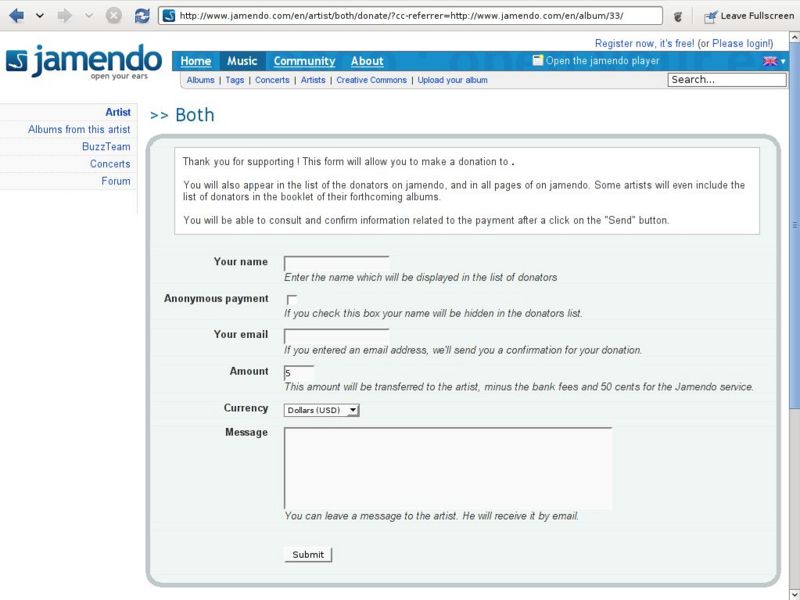 http://www.jamendo.com/en/artist/both/donate/?cc-referrer=http://www.jamendo.com/en/album/33/
Leave Fullscreen
Register now, it's free! (or Please login!)
jamendo
open your ears
Home Music Community About
Open the jamendo player
Albums | Tags | Concerts | Artists | Creative Commons | Upload your album
Search...
Artist
Albums from this artist
BuzzTeam
Concerts
Forum
>> Both
Thank you for supporting ! This form will allow you to make a donation to .
You will also appear in the list of the donators on jamendo, and in all pages of on jamendo. Some artists will even include the
list of donators in the booklet of their forthcoming albums.
You will be able to consult and confirm information related to the payment after a click on the "Send" button.
Your name
Enter the name which will be displayed in the list of donators
Anonymous payment
If you check this box your name will be hidden in the donators list.
Your email
If you entered an email address, we'll send you a confirmation for your donation.
Amount 5
This amount will be transferred to the artist, minus the bank fees and 50 cents for the Jamendo service.
Currency Dollars (USD)
Message
You can leave a message to the artist. He will receive it by email.
Submit